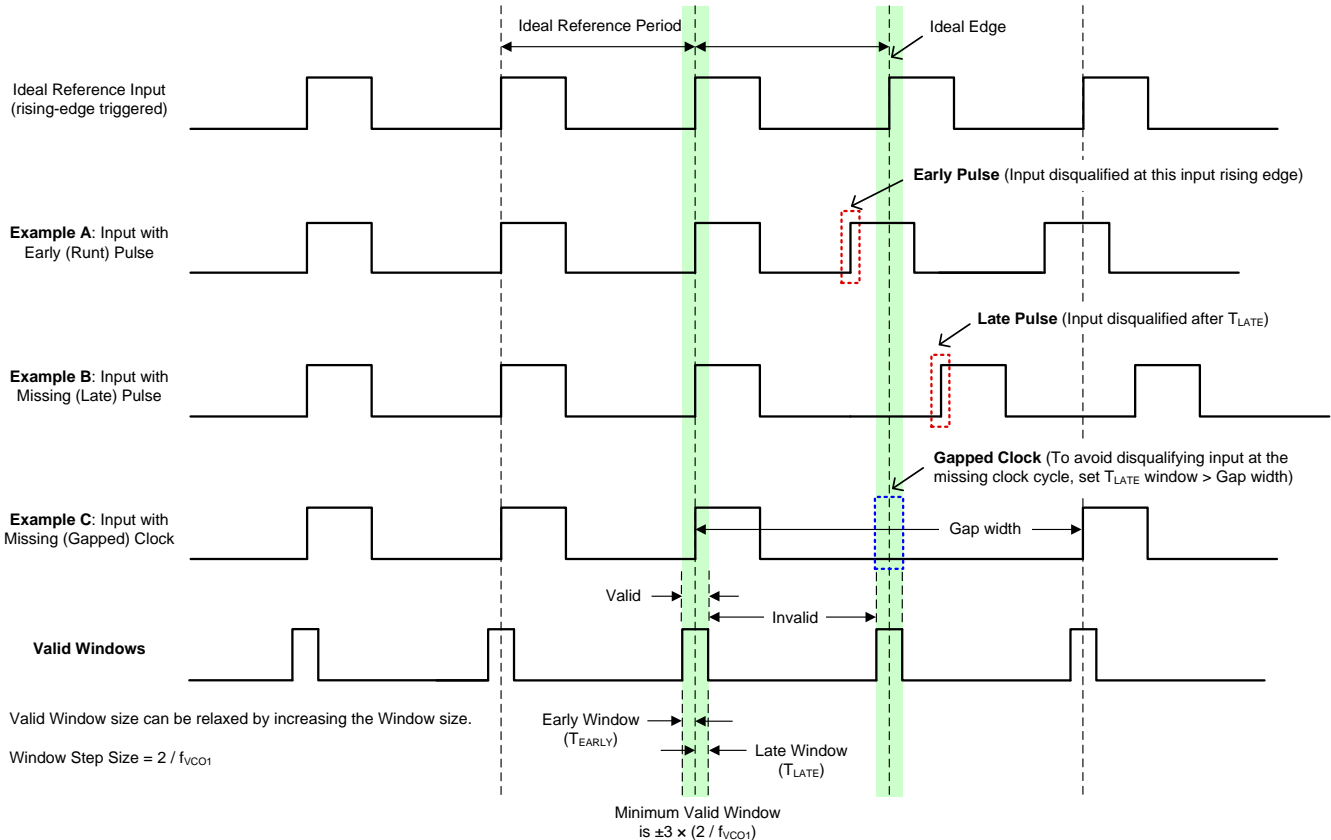 Ideal Reference Period
Ideal Edge
Ideal Reference Input
(rising-edge triggered)
Early Pulse (Input disqualified at this input rising edge)
Example A: Input with
Early (Runt) Pulse
Late Pulse (Input disqualified after TLATE)
Example B: Input with
Missing (Late) Pulse
Gapped Clock (To avoid disqualifying input at the
missing clock cycle, set TLATE window > Gap width)
Example C: Input with
Missing (Gapped) Clock
Gap width
Valid
Invalid
Valid Windows
Valid Window size can be relaxed by increasing the Window size.
Early Window
(TEARLY)
Window Step Size = 2 / fVCO1
Late Window
(TLATE)
Minimum Valid Window
is ±3 × (2 / fVCO1)